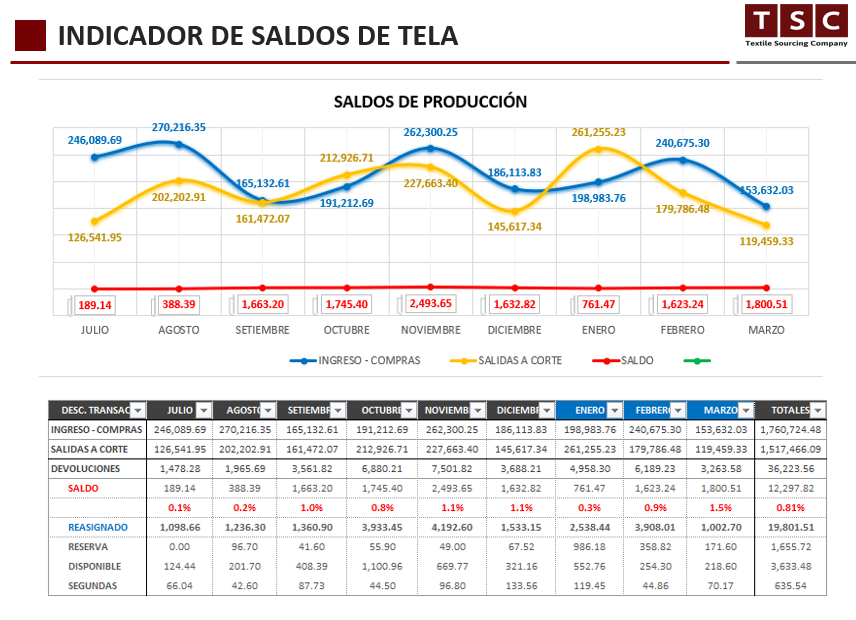 INDICADOR DE SALDOS DE TELA
T S C
Textile Sourcing Company
SALDOS DE PRODUCCIÓN
246,089.69 270,216.35 165,132.61 191,212.69 262,300.25 186,113.83 198,983.76 240,675.30 153,632.03
126,541.95 202,202.91 161,472.07 212,926.71 227,663.40 145,617.34 261,255.23 179,786.48 119,459.33
189.14 388.39 1,663.20 1,745.40 2,493.65 1,632.82 761.47 1,623.24 1,800.51
JULIO AGOSTO SETIEMBRE OCTUBRE NOVIEMBRE DICIEMBRE ENERO FEBRERO MARZO
INGRESO - COMPRAS SALIDAS A CORTE SALDO
DESC. TRANSAC JULIO AGOST SETIEMBR OCTUBR NOVIEMB DICIEMBR ENERO FEBRER MARZO TOTALES
INGRESO - COMPRAS 246,089.69 270,216.35 165,132.61 191,212.69 262,300.25 186,113.83 198,983.76 240,675.30 153,632.03 1,760,724.48
SALIDAS A CORTE 126,541.95 202,202.91 161,472.07 212,926.71 227,663.40 145,617.34 261,255.23 179,786.48 119,459.33 1,517,466.09
DEVOLUCIONES 1,478.28 1,965.69 3,561.82 6,880.21 7,501.82 3,688.21 4,958.30 6,189.23 3,263.58 36,223.56
SALDO 189.14 388.39 1,663.20 1,745.40 2,493.65 1,632.82 761.47 1,623.24 1,800.51 12,297.82
0.1% 0.2% 1.0% 0.8% 1.1% 1.1% 0.3% 0.9% 1.5% 0.81%
REASIGNADO 1,098.66 1,236.30 1,360.90 3,933.45 4,192.60 1,533.15 2,538.44 3,908.01 1,002.70 19,801.51
RESERVA 0.00 96.70 41.60 55.90 49.00 67.52 986.18 358.82 171.60 1,655.72
DISPONIBLE 124.44 201.70 408.39 1,100.96 669.77 321.16 552.76 254.30 218.60 3,633.48
SEGUNDAS 66.04 42.60 87.73 44.50 96.80 133.56 119.45 44.86 70.17 635.54